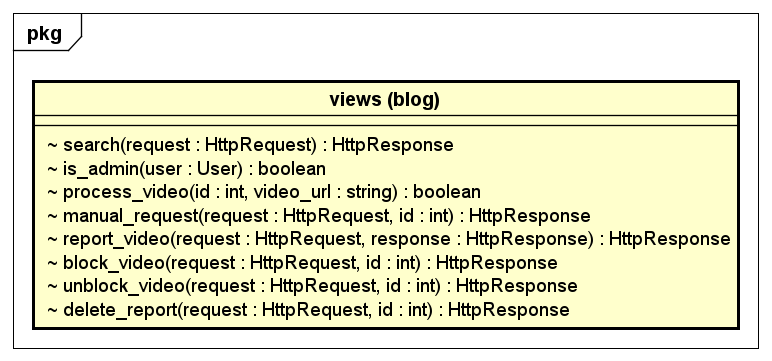 pkg
views (blog)
~ search(request : HttpRequest) : HttpResponse
~ is_admin(user : User) : boolean
~ process_video(id : int, video_url : string) : boolean
~ manual_request(request : HttpRequest, id : int) : HttpResponse
~ report_video(request : HttpRequest, response : HttpResponse) : HttpResponse
~ block_video(request : HttpRequest, id : int) : HttpResponse
~ unblock_video(request : HttpRequest, id : int) : HttpResponse
~ delete_report(request : HttpRequest, id : int) : HttpResponse